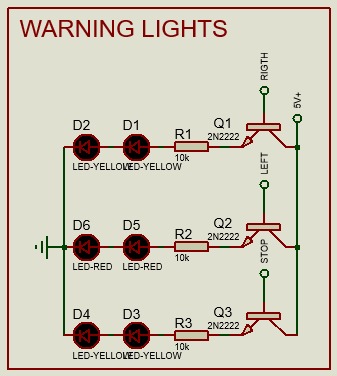 WARNING LIGHTS
RIGTH
5V+
D2 D1 R1 Q1
2N2222
LED-YELLOW LED-YELLOW 10k
LEFT
D6 D5 R2 Q2
2N2222
LED-RED LED-RED 10k
STOP
D4 D3 R3 Q3
2N2222
LED-YELLOW LED-YELLOW 10k